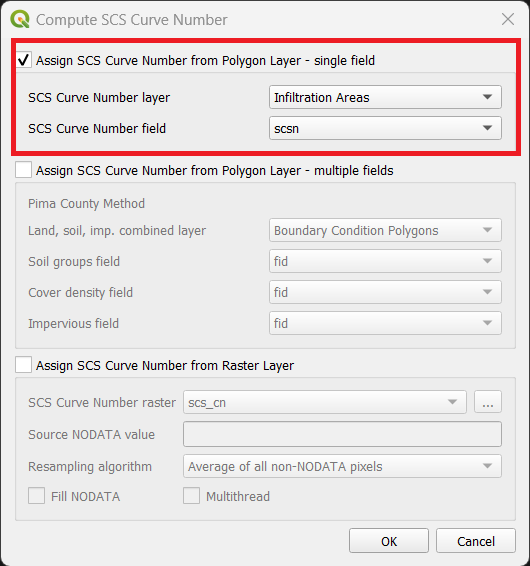 Compute SCS Curve Number
Assign SCS Curve Number from Polygon Layer - single field
SCS Curve Number layer Infiltration Areas
SCS Curve Number field scsn
Assign SCS Curve Number from Polygon Layer - multiple fields
Pima County Method
Land, soil, imp. combined layer Boundary Condition Polygons
Soil groups field fid
Cover density field fid
Impervious field fid
Assign SCS Curve Number from Raster Layer
SCS Curve Number raster scs_cn ...
Source NODATA value
Resampling algorithm Average of all non-NODATA pixels
Fill NODATA Multithread
OK Cancel